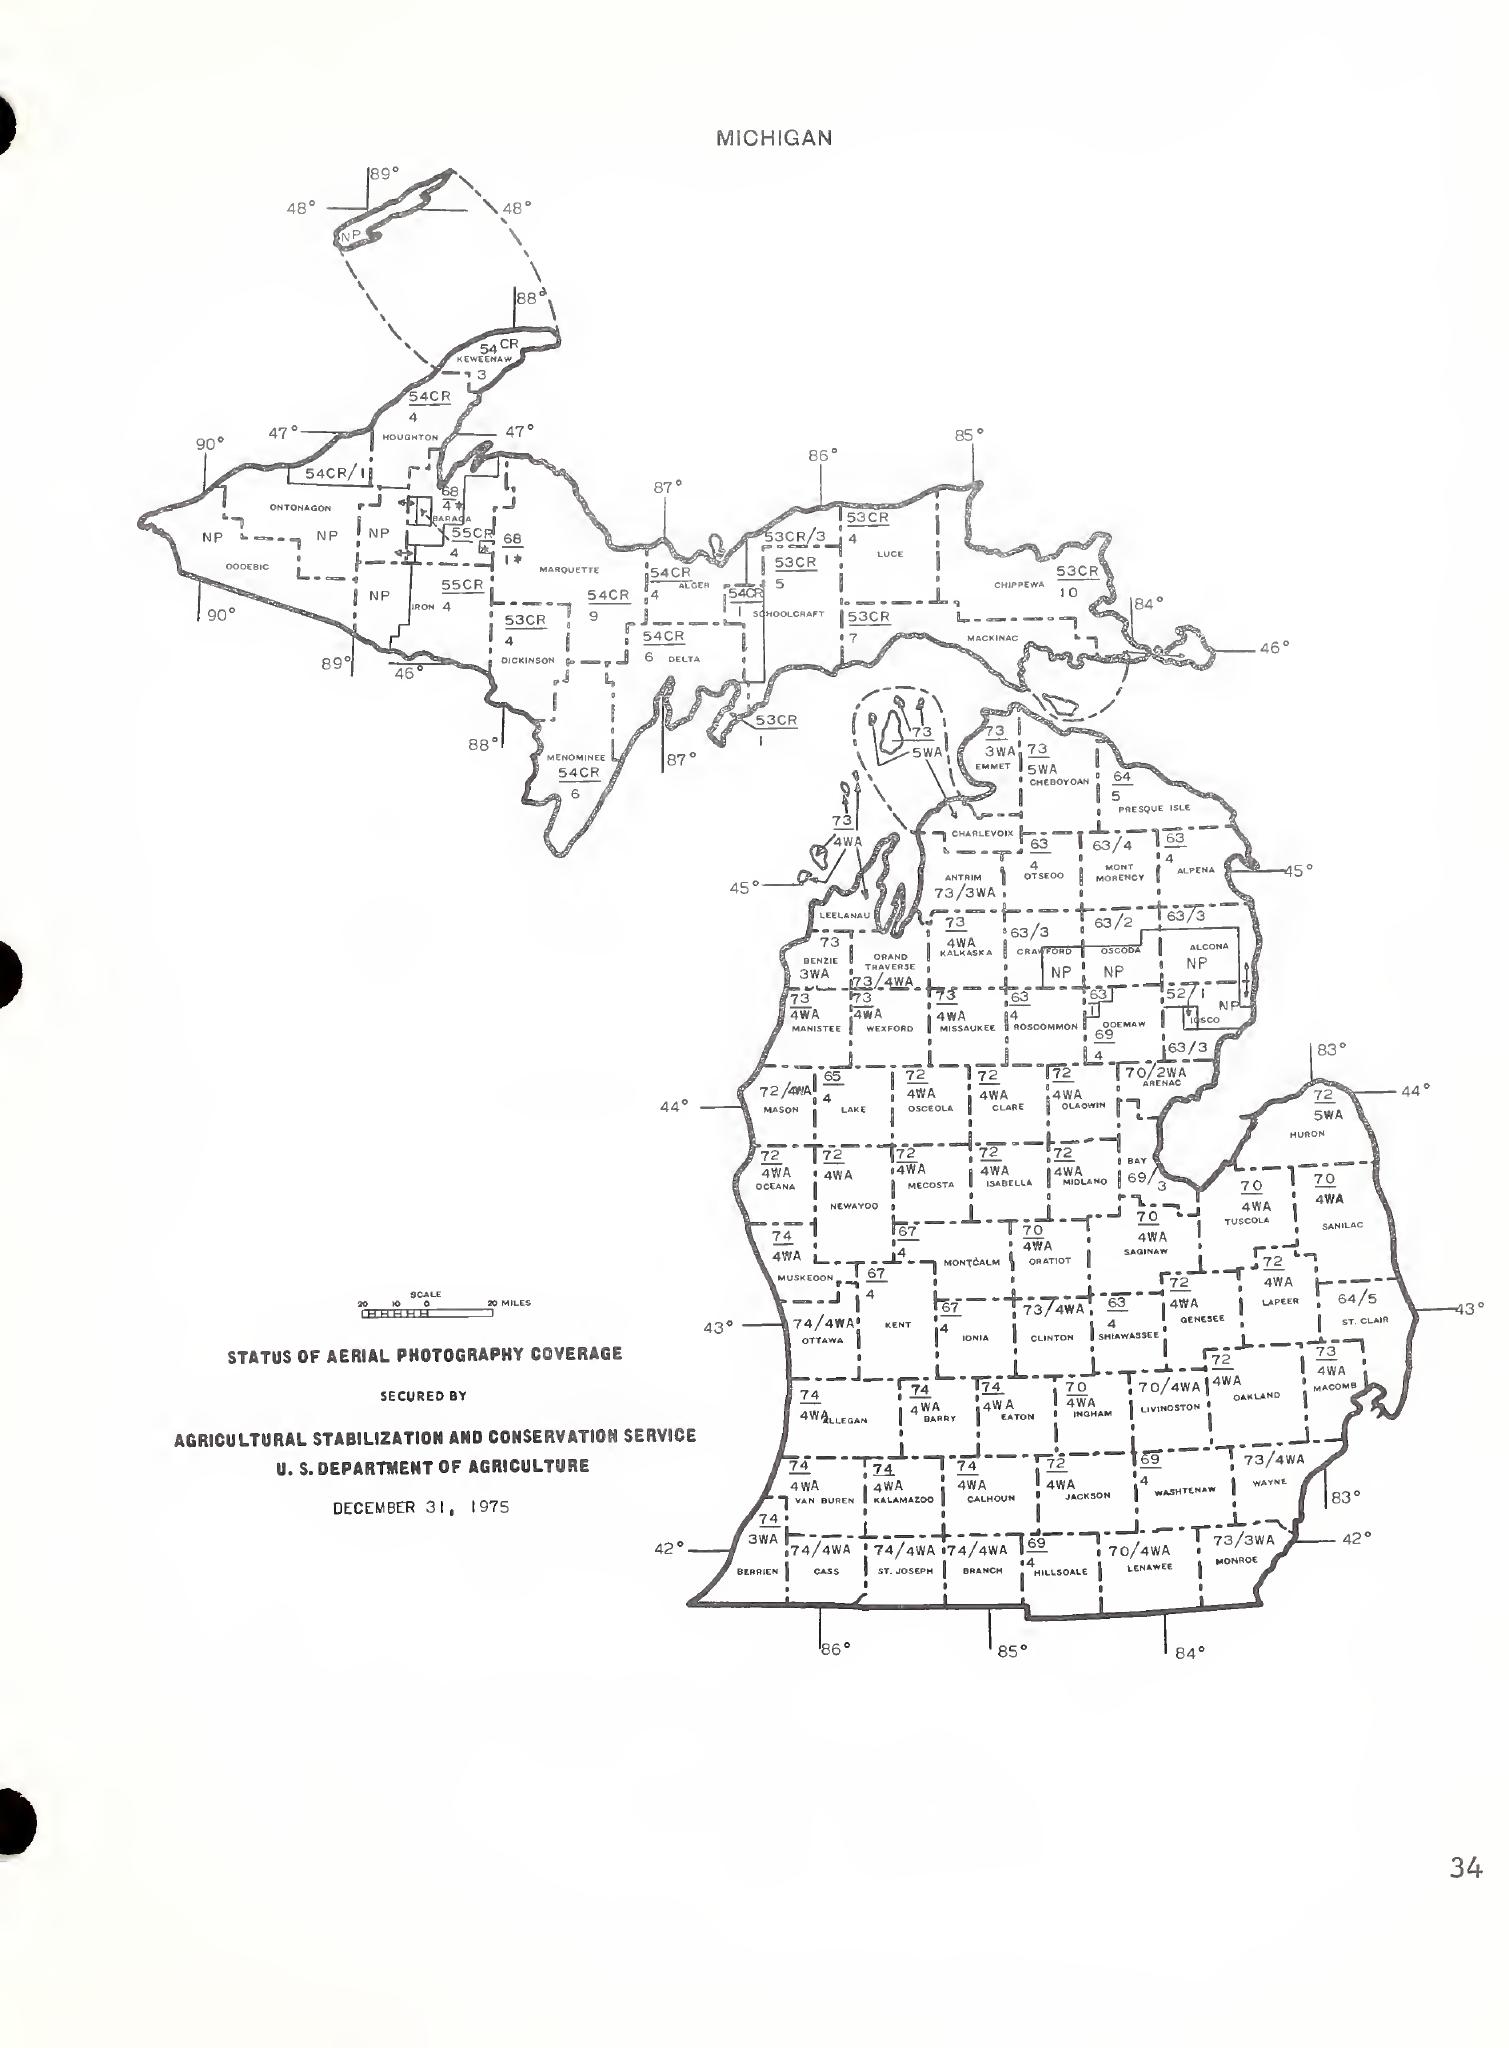 MICHIGAN
89°
48°
48°
NP
88°
54CR
KEWEENAW
3
54CR
4
HOUGHTON
47°
47°
90°
54CR/1
85°
86°
87°
68
4*
BARAGA
55CR
4
68
1*
*
ONTONAGON
NP
NP
NP
OOOEBIC
NP
IRON
55CR
4
MARQUETTE
54CR
9
54CR
4
ALGER
53CR/3
53CR
5
54CR
1
SCHOOLCRAFT
53CR
4
LUCE
53CR
10
CHIPPEWA
84°
90°
53CR
4
DICKINSON
54CR
6
DELTA
53CR
7
MACKINAC
46°
89°
46°
88°
87°
53CR
1
MENOMINEE
54CR
6
73
5WA
73
3WA
EMMET
73
5WA
CHEBOYOAN
64
5
PRESQUE ISLE
73
4WA
CHARLEVOIX
63
4
OTSEOO
63/4
MONT
MORENCY
63
4
ALPENA
45°
45°
ANTRIM
73/3WA
LEELANAU
73
BENZIE
3WA
ORAND
TRAVERSE
73/4WA
73
4WA
KALKASKA
63/3
CRAWFORD
NP
63/2
OSCODA
NP
63/3
ALCONA
NP
73
4WA
MANISTEE
73
4WA
WEXFORD
73
4WA
MISSAUKEE
63
4
ROSCOMMON
63
1
OOEMAW
69
4
52/1
NP
IOSCO
63/3
83°
44°
44°
72/4WA
MASON
65
4
LAKE
72
4WA
OSCEOLA
72
4WA
CLARE
72
4WA
OLAOWIN
70/2WA
ARENAC
72
5WA
HURON
72
4WA
OCEANA
72
4WA
NEWAYOO
72
4WA
MECOSTA
72
4WA
ISABELLA
72
4WA
MIDLAND
BAY
69/3
70
4WA
TUSCOLA
70
4WA
SANILAC
74
4WA
MUSKEOON
67
4
MONTCALM
70
4WA
ORATIOT
70
4WA
SAGINAW
67
4
KENT
67
4
IONIA
73/4WA
CLINTON
63
4
SHIAWASSEE
72
4WA
OENESEE
72
4WA
LAPEER
64/5
ST. CLAIR
43°
43°
74/4WA
OTTAWA
SCALE
20 10 0 20 MILES
STATUS OF AERIAL PHOTOGRAPHY COVERAGE
SECURED BY
AGRICULTURAL STABILIZATION AND CONSERVATION SERVICE
U. S. DEPARTMENT OF AGRICULTURE
DECEMBER 31, 1975
74
4WA
ALLEGAN
74
4WA
BARRY
74
4WA
EATON
70
4WA
INGHAM
70/4WA
LIVINOSTON
72
4WA
OAKLAND
73
4WA
MACOMB
74
4WA
VAN BUREN
74
4WA
KALAMAZOO
74
4WA
CALHOUN
72
4WA
JACKSON
69
4
WASHTENAW
73/4WA
WAYNE
83°
42°
42°
74
3WA
BERRIEN
74/4WA
CASS
74/4WA
ST. JOSEPH
74/4WA
BRANCH
69
4
HILLSOALE
70/4WA
LENAWEE
73/3WA
MONROE
86°
85°
84°
34